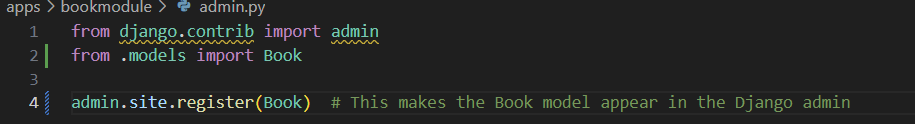 apps > bookmodule > admin.py
1 from django.contrib import admin
2 from .models import Book
3
4 admin.site.register(Book)  # This makes the Book model appear in the Django admin